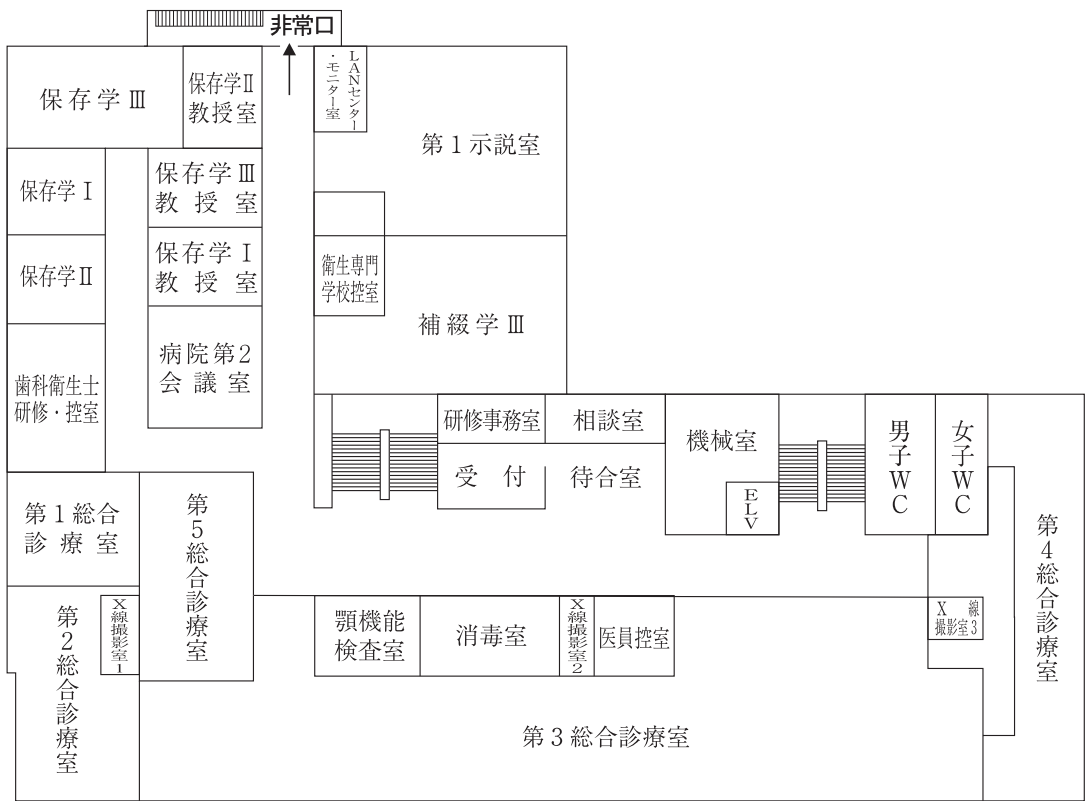 非常口
保存学Ⅲ
保存学Ⅱ
教授室
LANセンター
・モニター室
第1示説室
保存学Ⅰ
保存学Ⅲ
教授室
保存学Ⅱ
保存学Ⅰ
教授室
衛生専門
学校控室
補綴学Ⅲ
歯科衛生士
研修・控室
病院第2
会議室
研修事務室
相談室
機械室
男子WC
女子WC
受付
待合室
ELV
第1総合
診療室
第5総合診療室
第4総合診療室
第2総合診療室
X線撮影室1
顎機能
検査室
消毒室
X線撮影室2
医員控室
X線
撮影室3
第3総合診療室